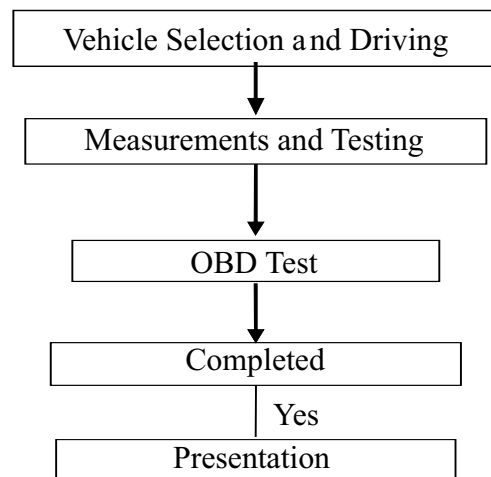 Vehicle Selection and Driving
Measurements and Testing
OBD Test
Completed
Yes
Presentation